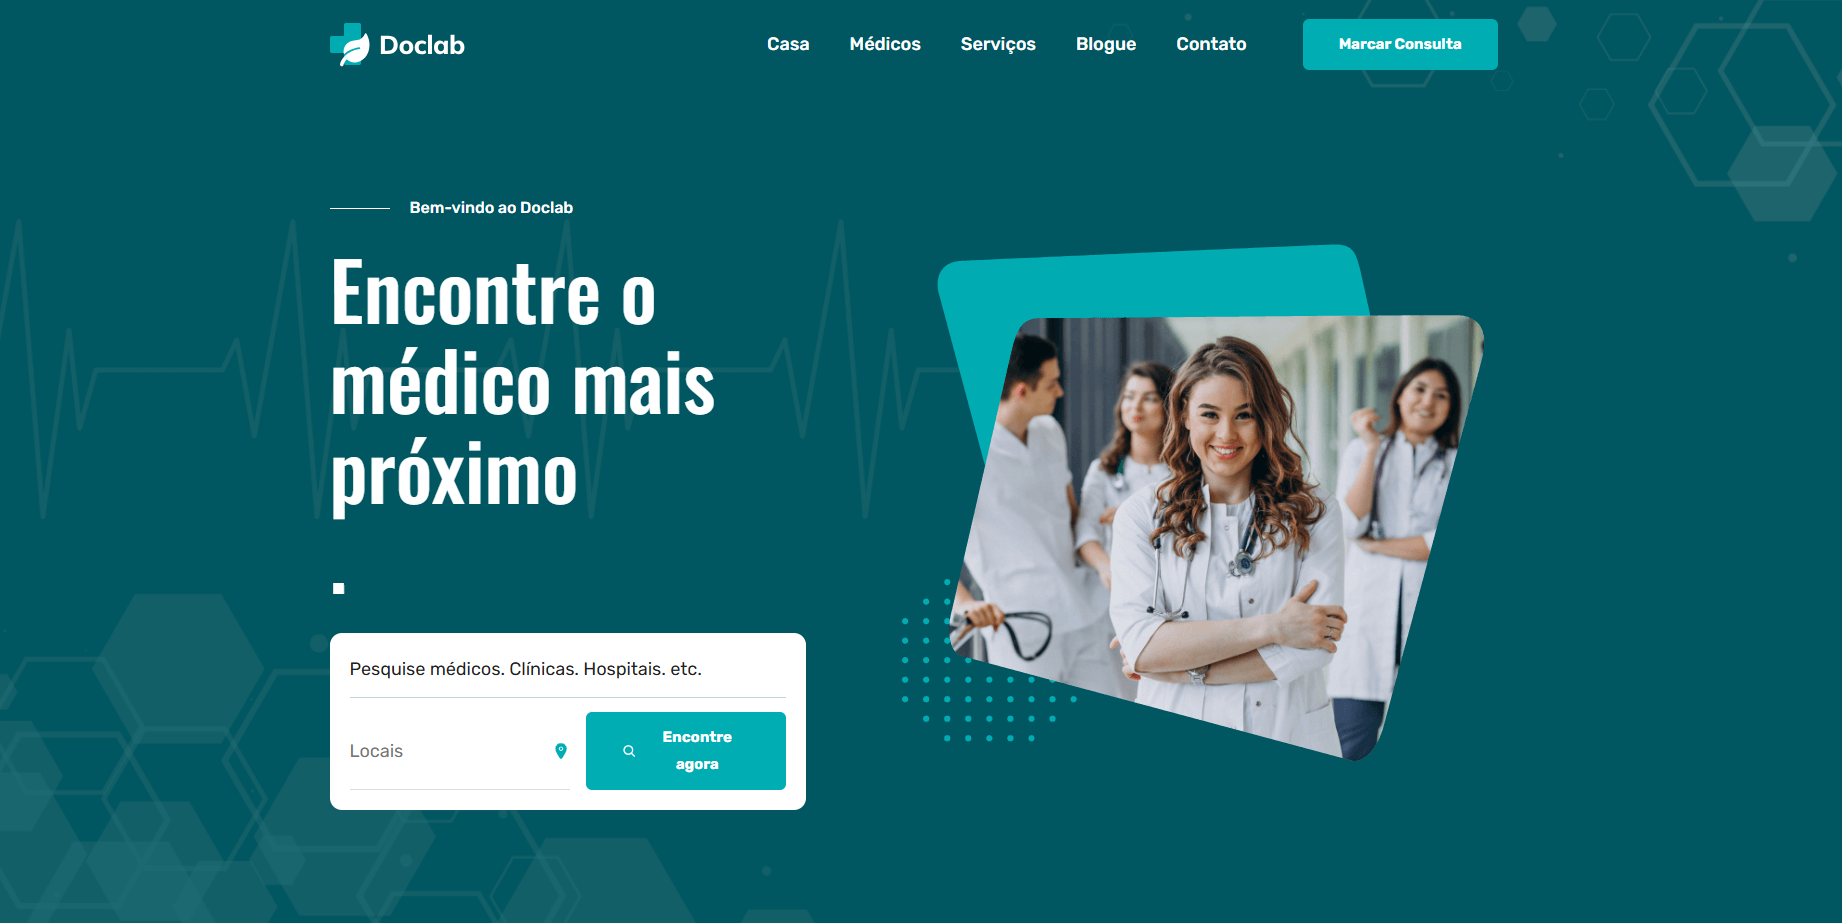 Doclab
Casa
Médicos
Serviços
Blogue
Contato
Marcar Consulta
Bem-vindo ao Doclab
Encontre o
médico mais
próximo
.
Pesquise médicos. Clínicas. Hospitais. etc.
Locais
Encontre
agora